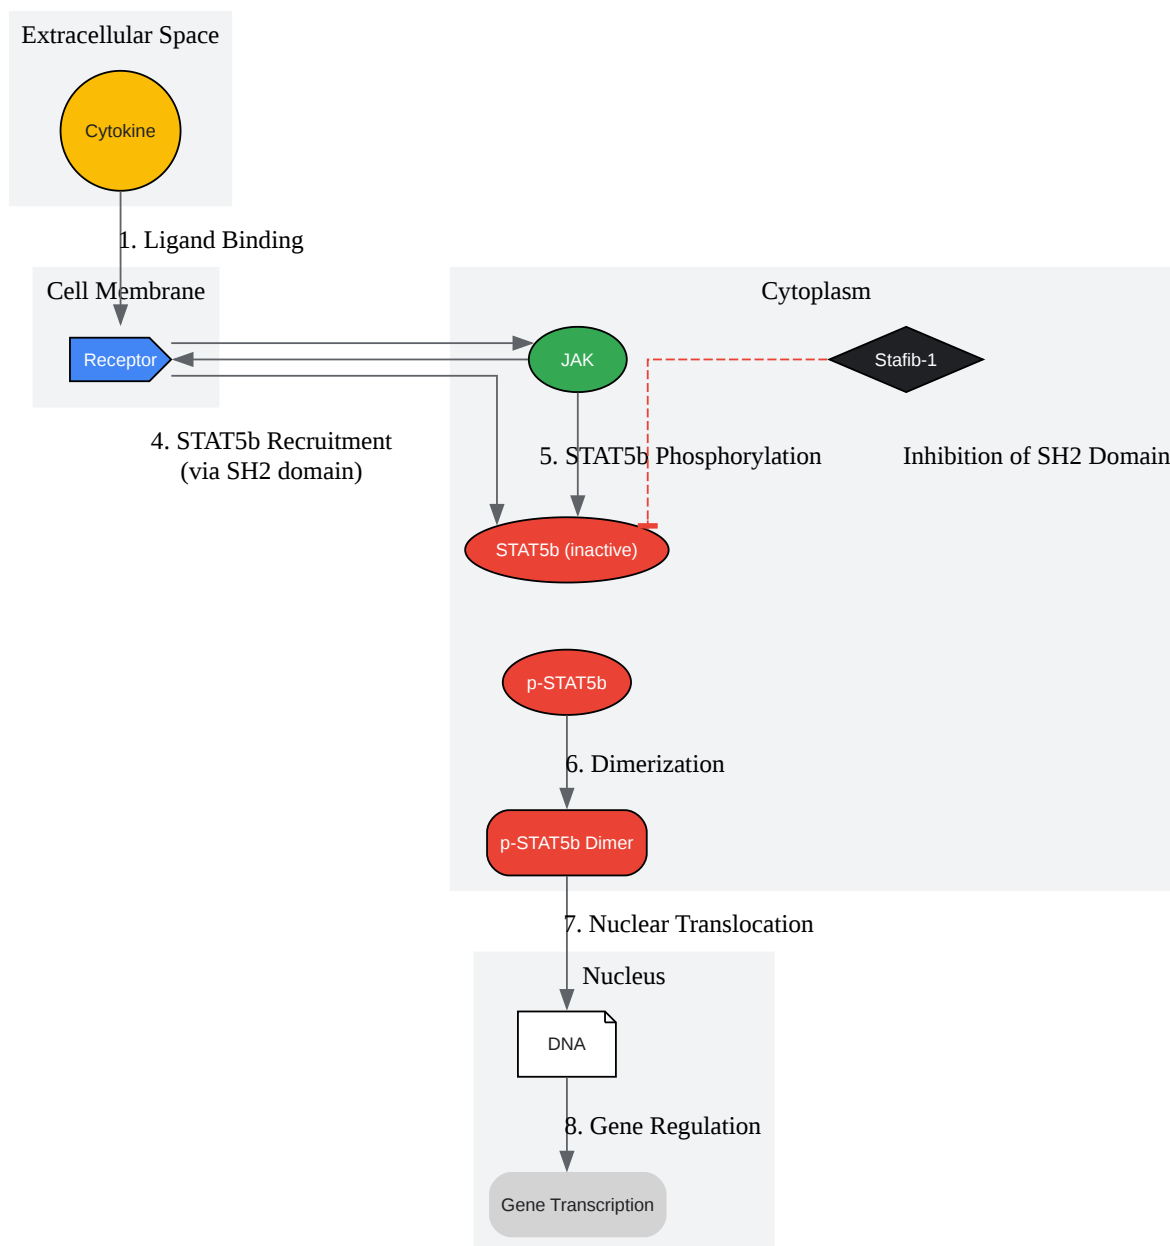 Extracellular Space
Cytokine
1. Ligand Binding
Cell Membrane
Cytoplasm
Receptor
JAK
Stafib-1
4. STAT5b Recruitment
(via SH2 domain)
5. STAT5b Phosphorylation
Inhibition of SH2 Domain
STAT5b (inactive)
p-STAT5b
6. Dimerization
p-STAT5b Dimer
7. Nuclear Translocation
Nucleus
DNA
8. Gene Regulation
Gene Transcription